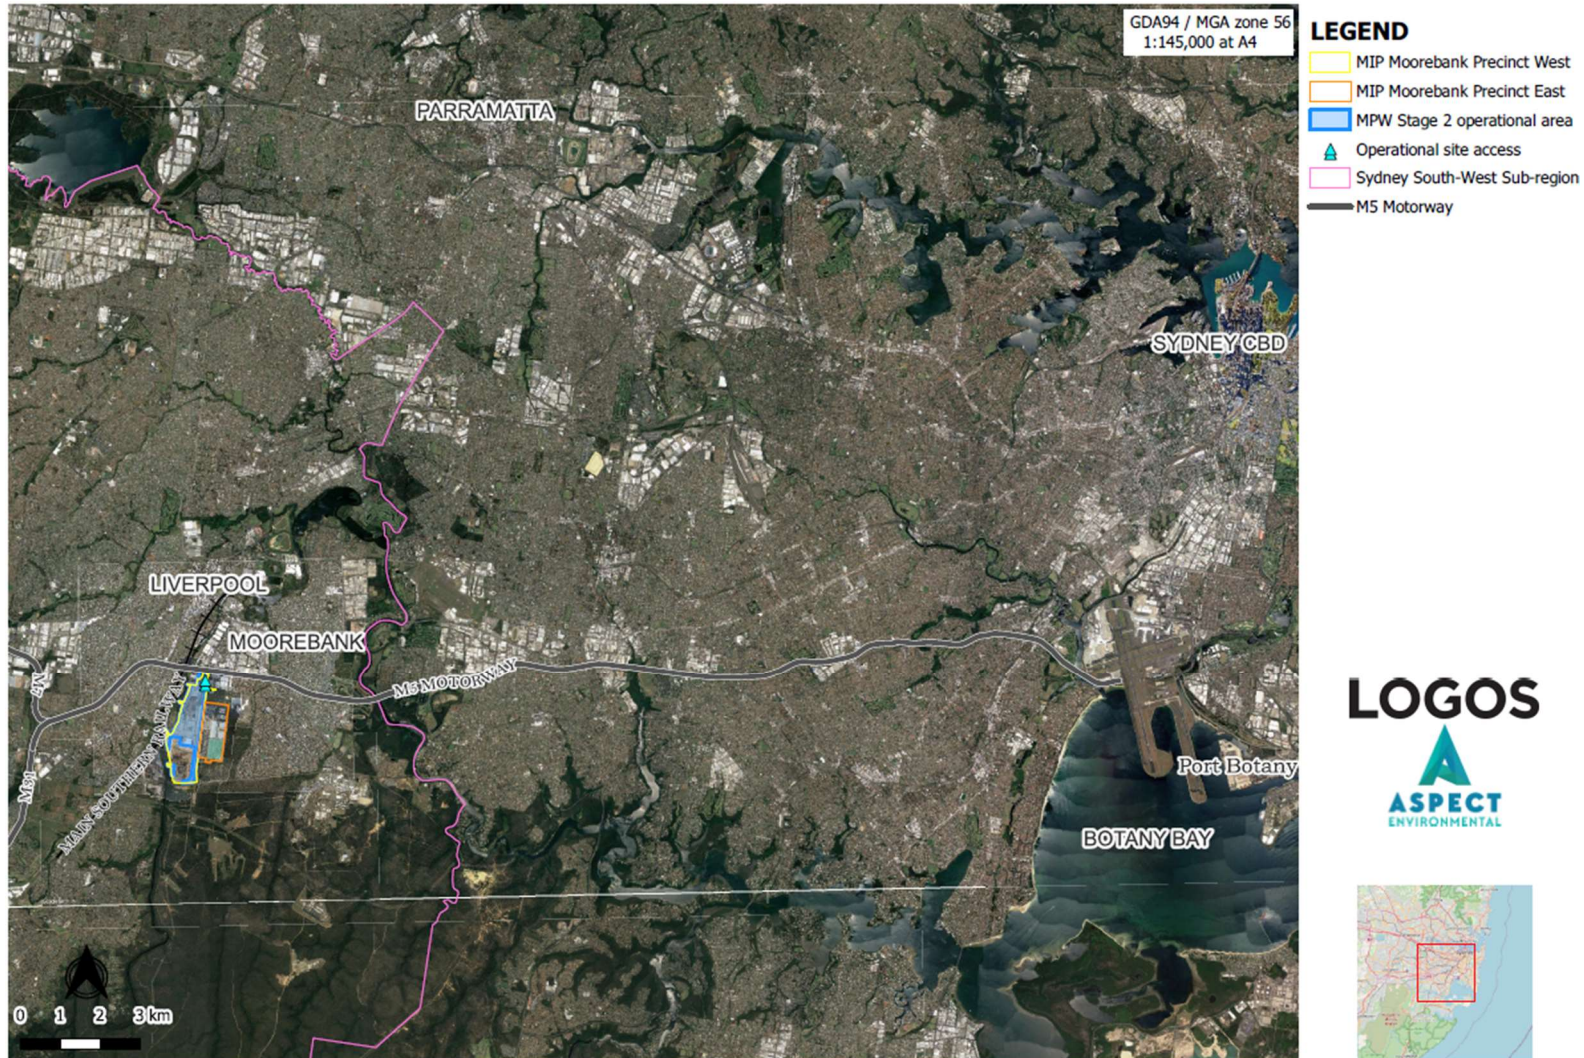 GDA94 / MGA zone 56
1:145,000 at A4
LEGEND
MIP Moorebank Precinct West
MIP Moorebank Precinct East
MPW Stage 2 operational area
Operational site access
Sydney South-West Sub-region
M5 Motorway
PARRAMATTA
SYDNEY CBD
LIVERPOOL
MOOREBANK
M7
M5 MOTORWAY
M31
MAIN SOUTHERN RAILWAY
Port Botany
BOTANY BAY
0 1 2 3 km
LOGOS
ASPECT
ENVIRONMENTAL